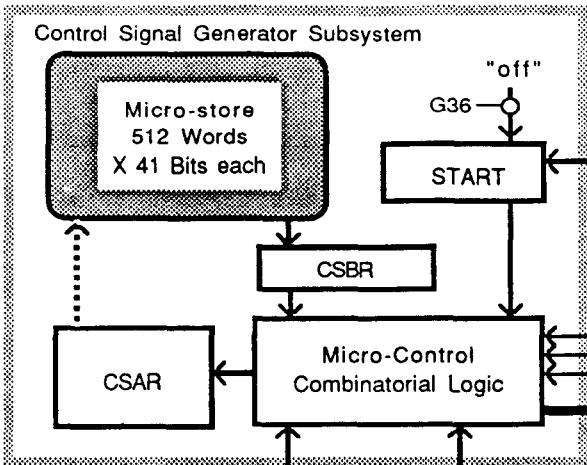 Control Signal Generator Subsystem
Micro-store
512 Words
X 41 Bits each
"off"
G36
START
CSBR
CSAR
Micro-Control
Combinatorial Logic